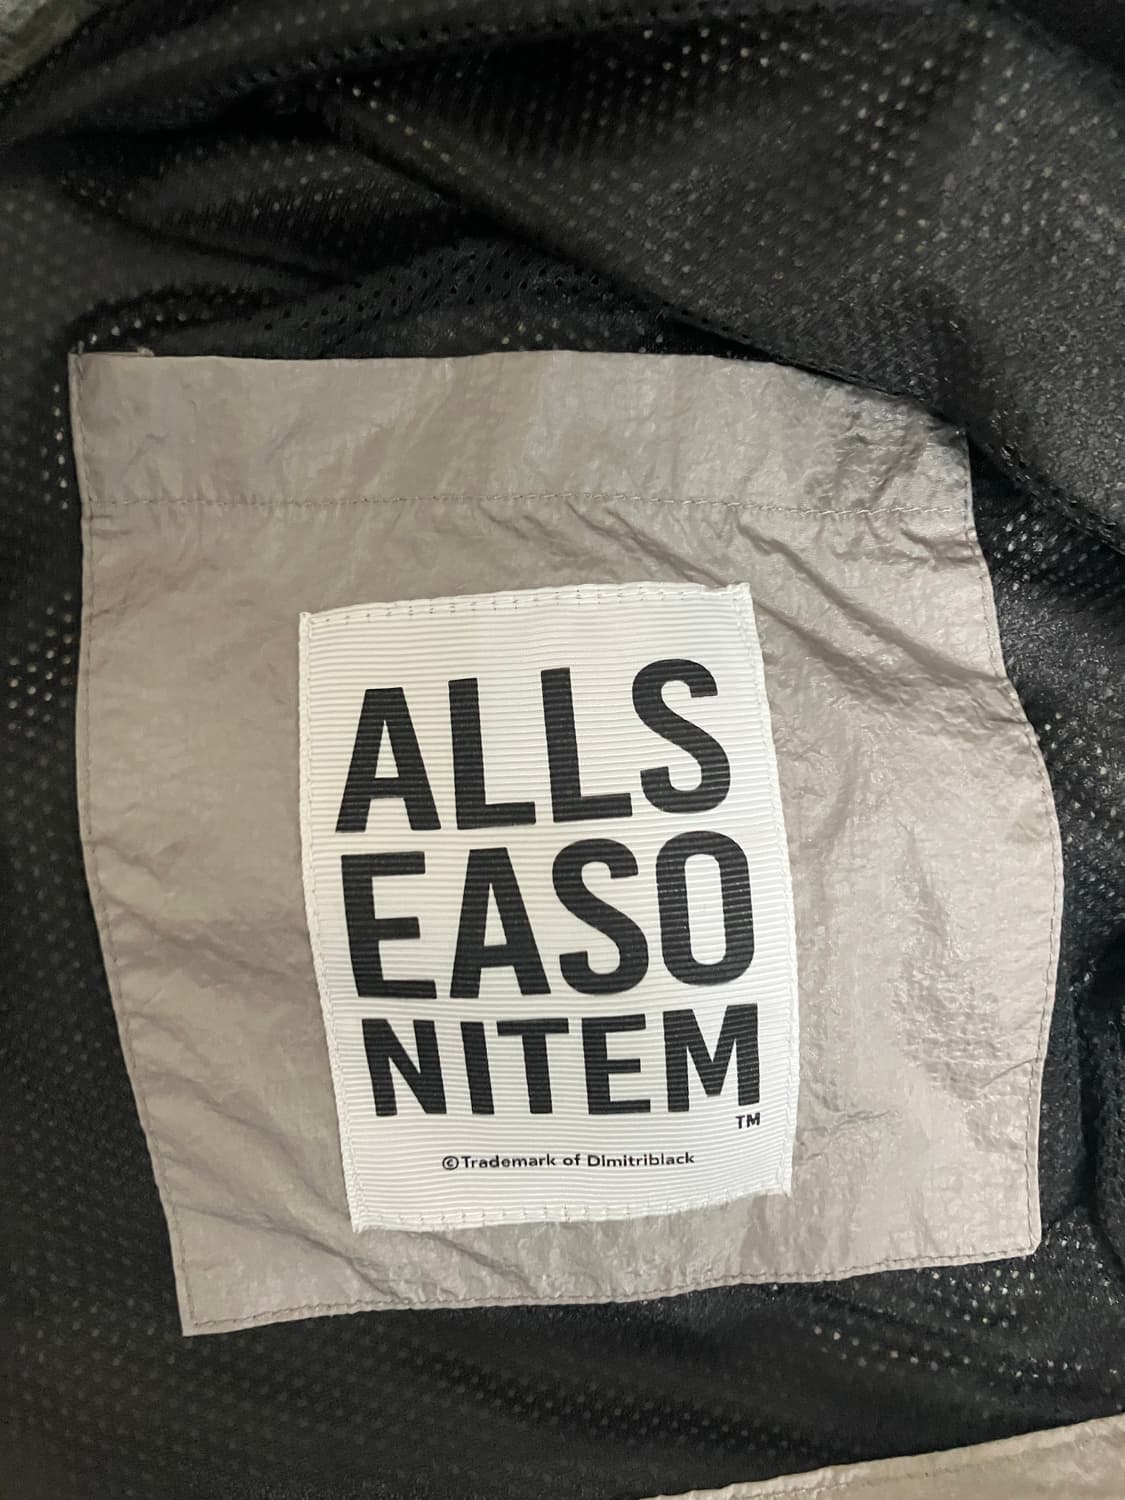 ALLS
EASO
NITEM
™
©Trademark of Dimitriblack